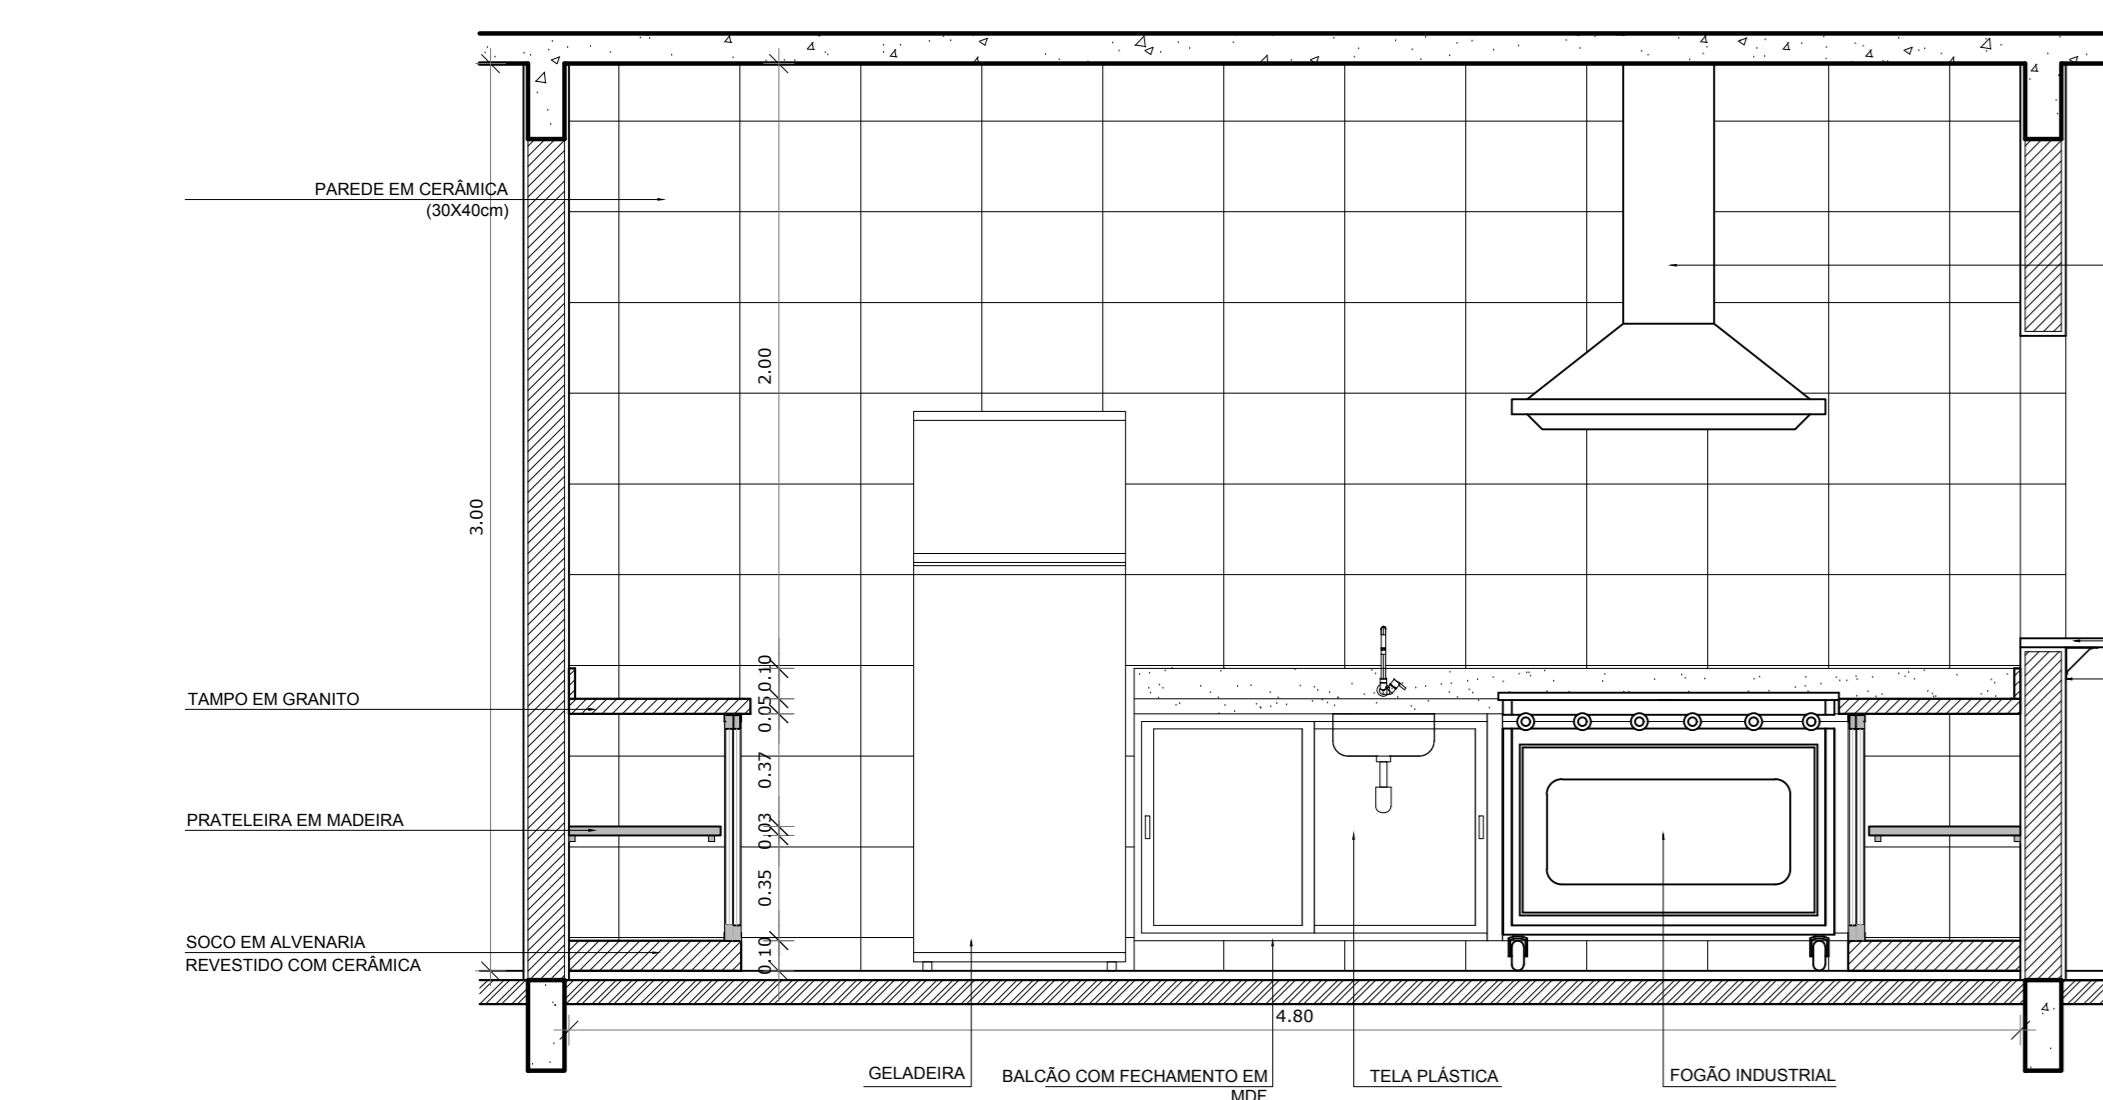 PAREDE EM CERÂMICA
(30X40cm)
2.00
3.00
0.10
TAMPO EM GRANITO
0.05
0.37
PRATELEIRA EM MADEIRA
0.03
0.35
SOCO EM ALVENARIA
REVESTIDO COM CERÂMICA
0.10
4.80
GELADEIRA
BALCÃO COM FECHAMENTO EM
MDF
TELA PLÁSTICA
FOGÃO INDUSTRIAL